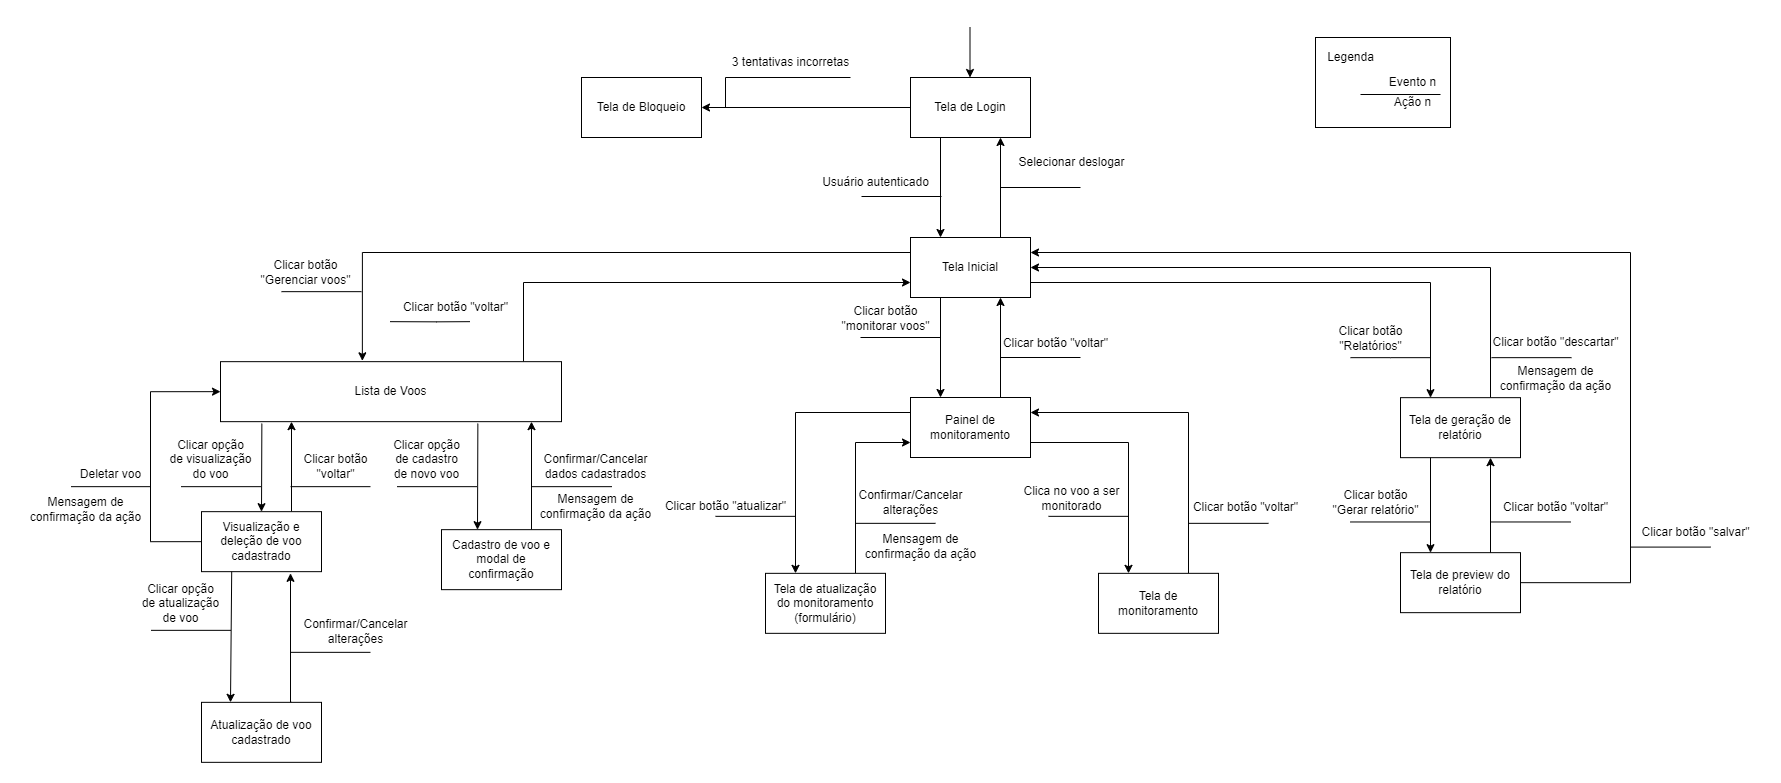 Legenda
Evento n
Ação n
3 tentativas incorretas
Tela de Bloqueio
Tela de Login
Selecionar deslogar
Usuário autenticado
Tela Inicial
Clicar botão
"Gerenciar voos"
Clicar botão "voltar"
Clicar botão
"monitorar voos"
Clicar botão "voltar"
Clicar botão
"Relatórios"
Clicar botão "descartar"
Mensagem de
confirmação da ação
Lista de Voos
Painel de
monitoramento
Tela de geração de
relatório
Deletar voo
Mensagem de
confirmação da ação
Clicar opção
de visualização
do voo
Clicar botão
"voltar"
Clicar opção
de cadastro
de novo voo
Confirmar/Cancelar
dados cadastrados
Mensagem de
confirmação da ação
Clicar botão "atualizar"
Confirmar/Cancelar
alterações
Mensagem de
confirmação da ação
Clica no voo a ser
monitorado
Clicar botão "voltar"
Clicar botão
"Gerar relatório"
Clicar botão "voltar"
Clicar botão "salvar"
Visualização e
deleção de voo
cadastrado
Cadastro de voo e
modal de
confirmação
Tela de atualização
do monitoramento
(formulário)
Tela de
monitoramento
Tela de preview do
relatório
Clicar opção
de atualização
de voo
Confirmar/Cancelar
alterações
Atualização de voo
cadastrado